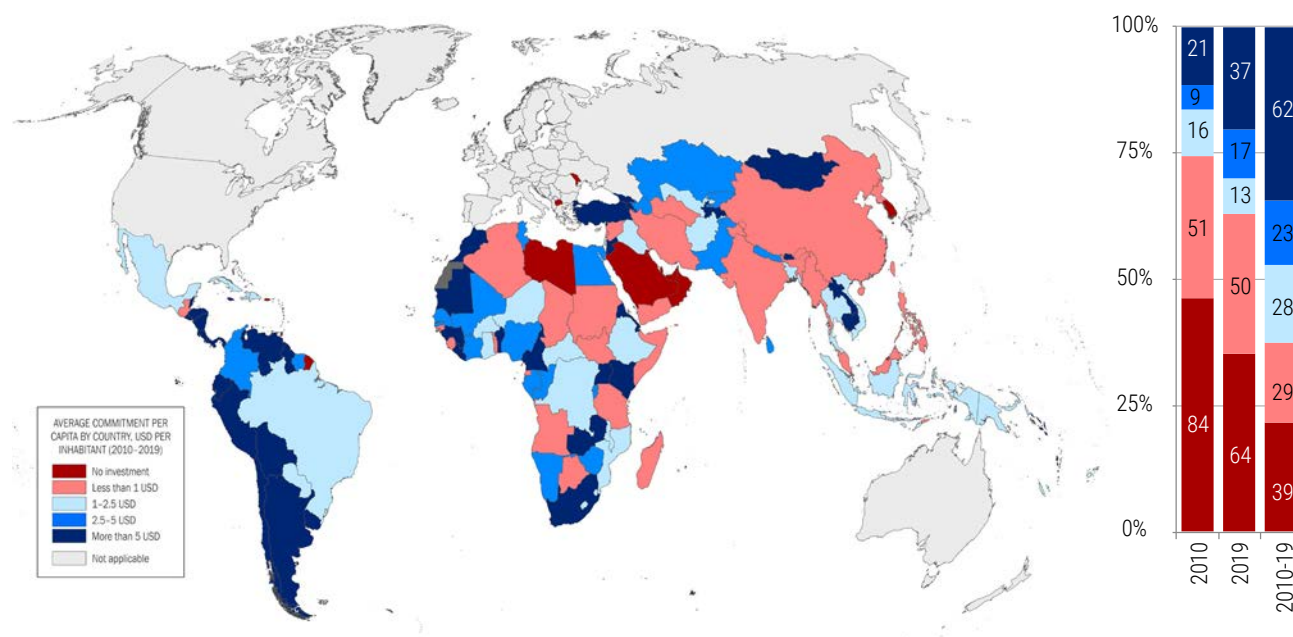 AVERAGE COMMITMENT PER
CAPITA BY COUNTRY, USD PER
INHABITANT (2010–2019)
No investment
Less than 1 USD
1–2.5 USD
2.5–5 USD
More than 5 USD
Not applicable
100%
75%
50%
25%
0%
21
9
16
51
84
2010
37
17
13
50
64
2019
62
23
28
29
39
2010-19